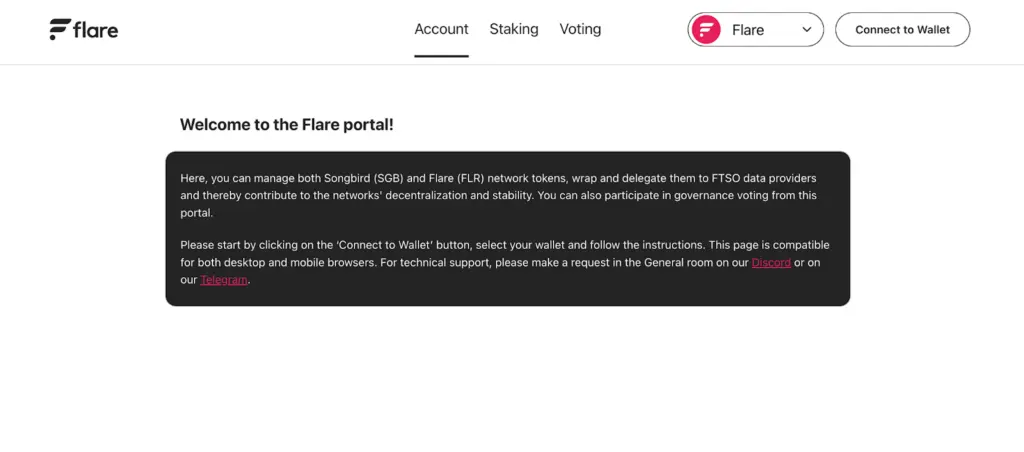 flare
Account
Staking
Voting
Flare
Connect to Wallet
Welcome to the Flare portal!
Here, you can manage both Songbird (SGB) and Flare (FLR) network tokens, wrap and delegate them to FTSO data providers
and thereby contribute to the networks' decentralization and stability. You can also participate in governance voting from this
portal.
Please start by clicking on the ‘Connect to Wallet’ button, select your wallet and follow the instructions. This page is compatible
for both desktop and mobile browsers. For technical support, please make a request in the General room on our Discord or on
our Telegram.